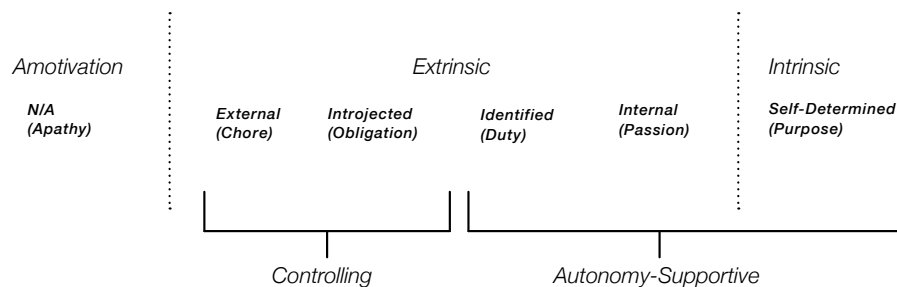 Amotivation
Extrinsic
Intrinsic
N/A
(Apathy)
External
(Chore)
Introjected
(Obligation)
Identified
(Duty)
Internal
(Passion)
Self-Determined
(Purpose)
Controlling
Autonomy-Supportive